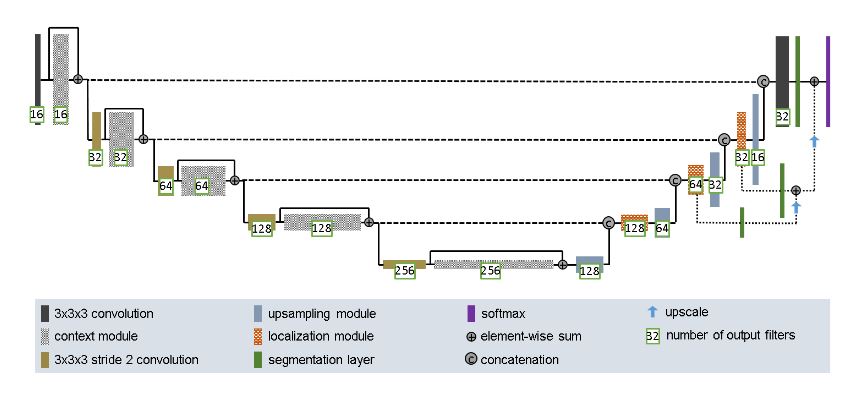 16 16 32
32 32 32 16
64 64 64 32
128 128 128 64
256 256 128
3x3x3 convolution upsampling module softmax upscale
context module localization module element-wise sum 32 number of output filters
3x3x3 stride 2 convolution segmentation layer C concatenation